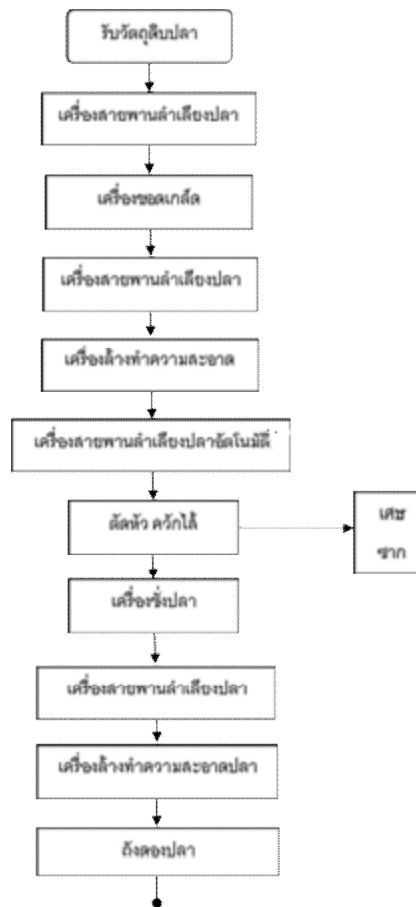 รับวัตถุดิบปลา
เครื่องสายพานลำเลียงปลา
เครื่องขอดเกล็ด
เครื่องสายพานลำเลียงปลา
เครื่องล้างทำความสะอาด
เครื่องสายพานลำเลียงปลาอัตโนมัติ
ตัดหัว ควักไส้
เศษ
ซาก
เครื่องชั่งปลา
เครื่องสายพานลำเลียงปลา
เครื่องล้างทำความสะอาดปลา
ถังดองปลา